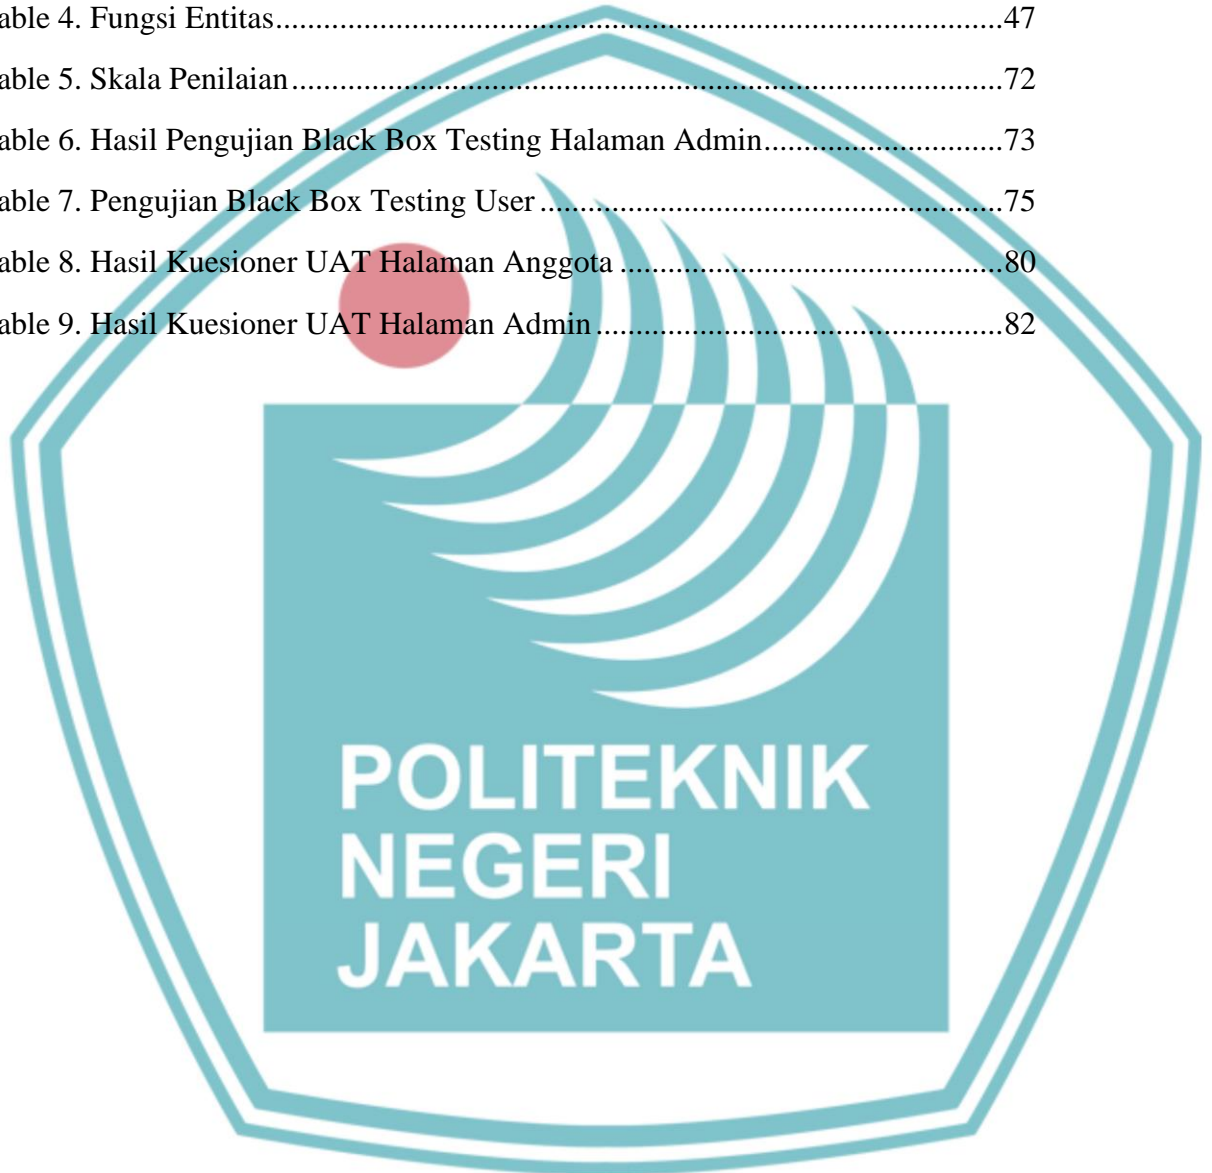 able 4. Fungsi Entitas..........................................................................................47
able 5. Skala Penilaian........................................................................................72
able 6. Hasil Pengujian Black Box Testing Halaman Admin.............................73
able 7. Pengujian Black Box Testing User.........................................................75
able 8. Hasil Kuesioner UAT Halaman Anggota...............................................80
able 9. Hasil Kuesioner UAT Halaman Admin..................................................82
POLITEKNIK
NEGERI
JAKARTA